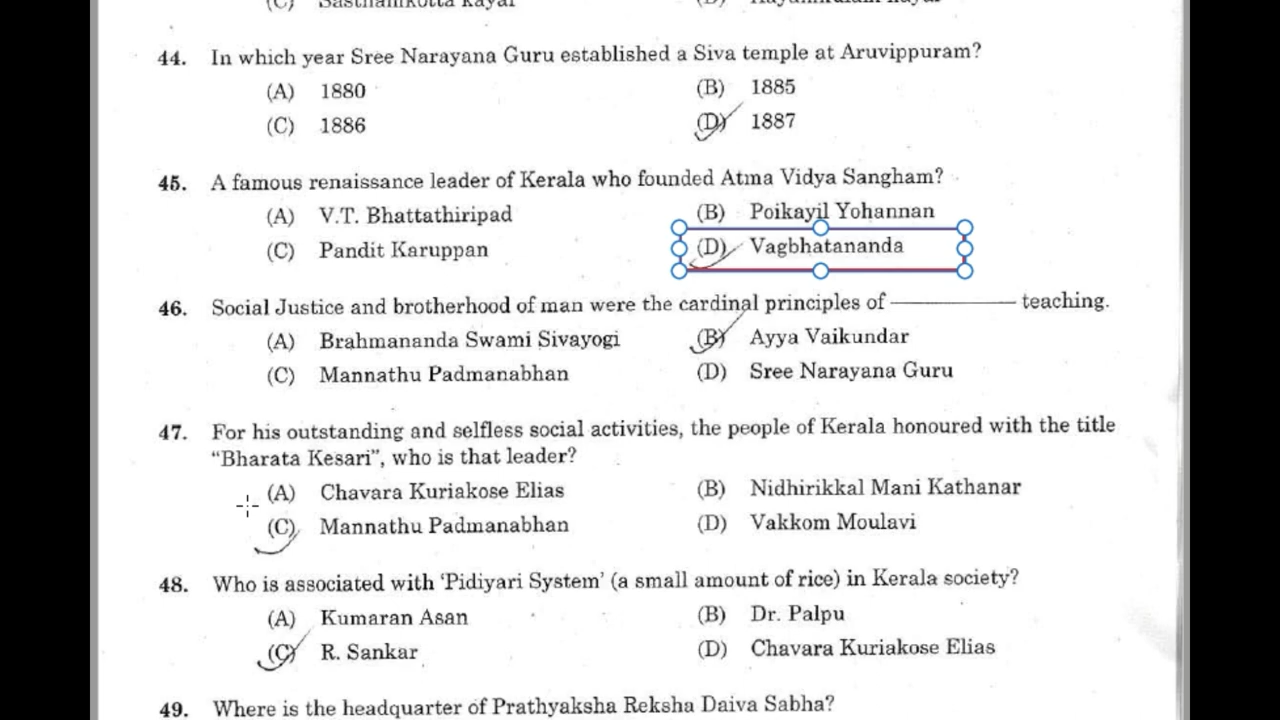 44. In which year Sree Narayana Guru established a Siva temple at Aruvippuram?
(A) 1880 (B) 1885
(C) 1886 (D) 1887
45. A famous renaissance leader of Kerala who founded Atma Vidya Sangham?
(A) V.T. Bhattathiripad (B) Poikayil Yohannan
(C) Pandit Karuppan (D) Vagbhatananda
46. Social Justice and brotherhood of man were the cardinal principles of ———— teaching.
(A) Brahmananda Swami Sivayogi (B) Ayya Vaikundar
(C) Mannathu Padmanabhan (D) Sree Narayana Guru
47. For his outstanding and selfless social activities, the people of Kerala honoured with the title
“Bharata Kesari”, who is that leader?
(A) Chavara Kuriakose Elias (B) Nidhirikkal Mani Kathanar
(C) Mannathu Padmanabhan (D) Vakkom Moulavi
48. Who is associated with ‘Pidiyari System’ (a small amount of rice) in Kerala society?
(A) Kumaran Asan (B) Dr. Palpu
(C) R. Sankar (D) Chavara Kuriakose Elias
49. Where is the headquarter of Prathyaksha Reksha Daiva Sabha?